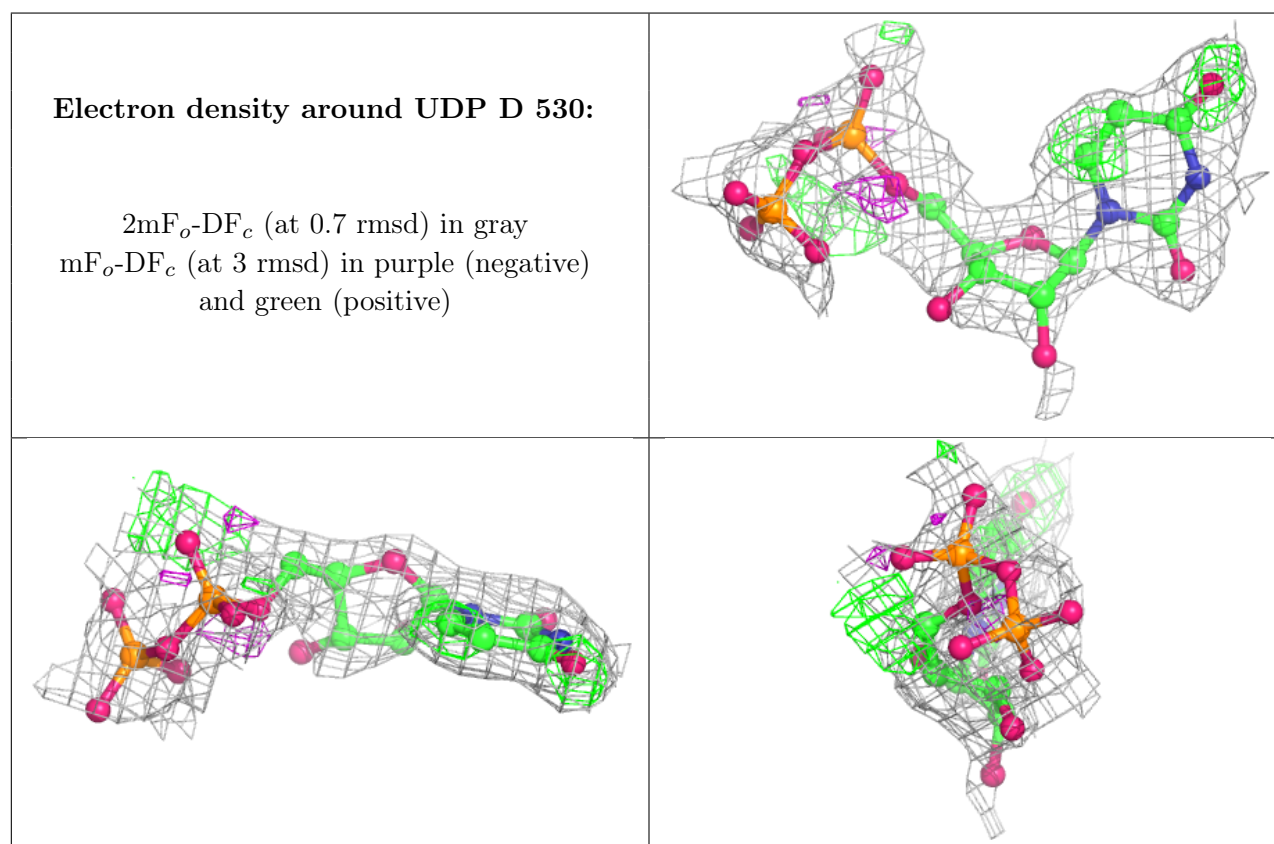 Electron density around UDP D 530:
2mFo-DFc (at 0.7 rmsd) in gray
mFo-DFc (at 3 rmsd) in purple (negative)
and green (positive)